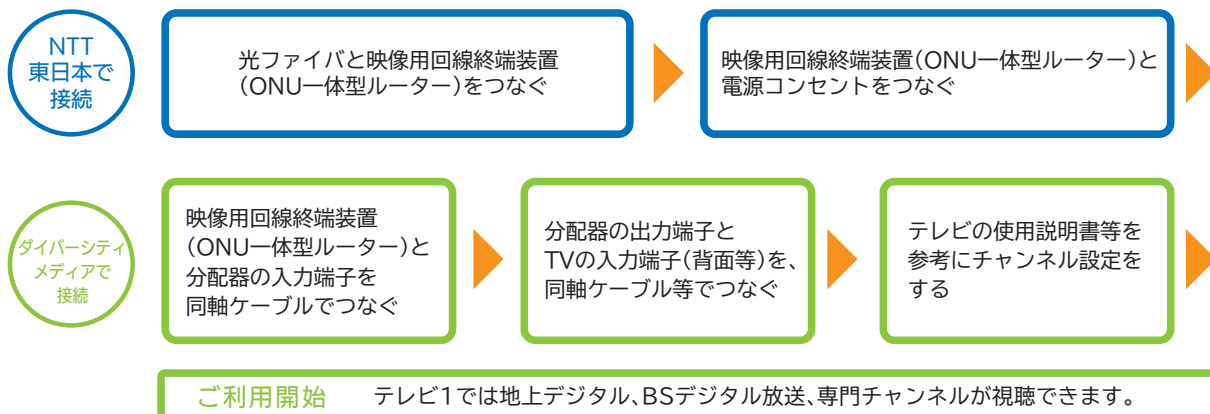 NTT
東日本で
接続
光ファイバと映像用回線終端装置
(ONU一体型ルーター)をつなぐ
映像用回線終端装置(ONU一体型ルーター)と
電源コンセントをつなぐ
ダイバーシティ
メディアで
接続
映像用回線終端装置
(ONU一体型ルーター)と
分配器の入力端子を
同軸ケーブルでつなぐ
分配器の出力端子と
TVの入力端子(背面等)を、
同軸ケーブル等でつなぐ
テレビの使用説明書等を
参考にチャンネル設定を
する
ご利用開始 テレビ1では地上デジタル、BSデジタル放送、専門チャンネルが視聴できます。